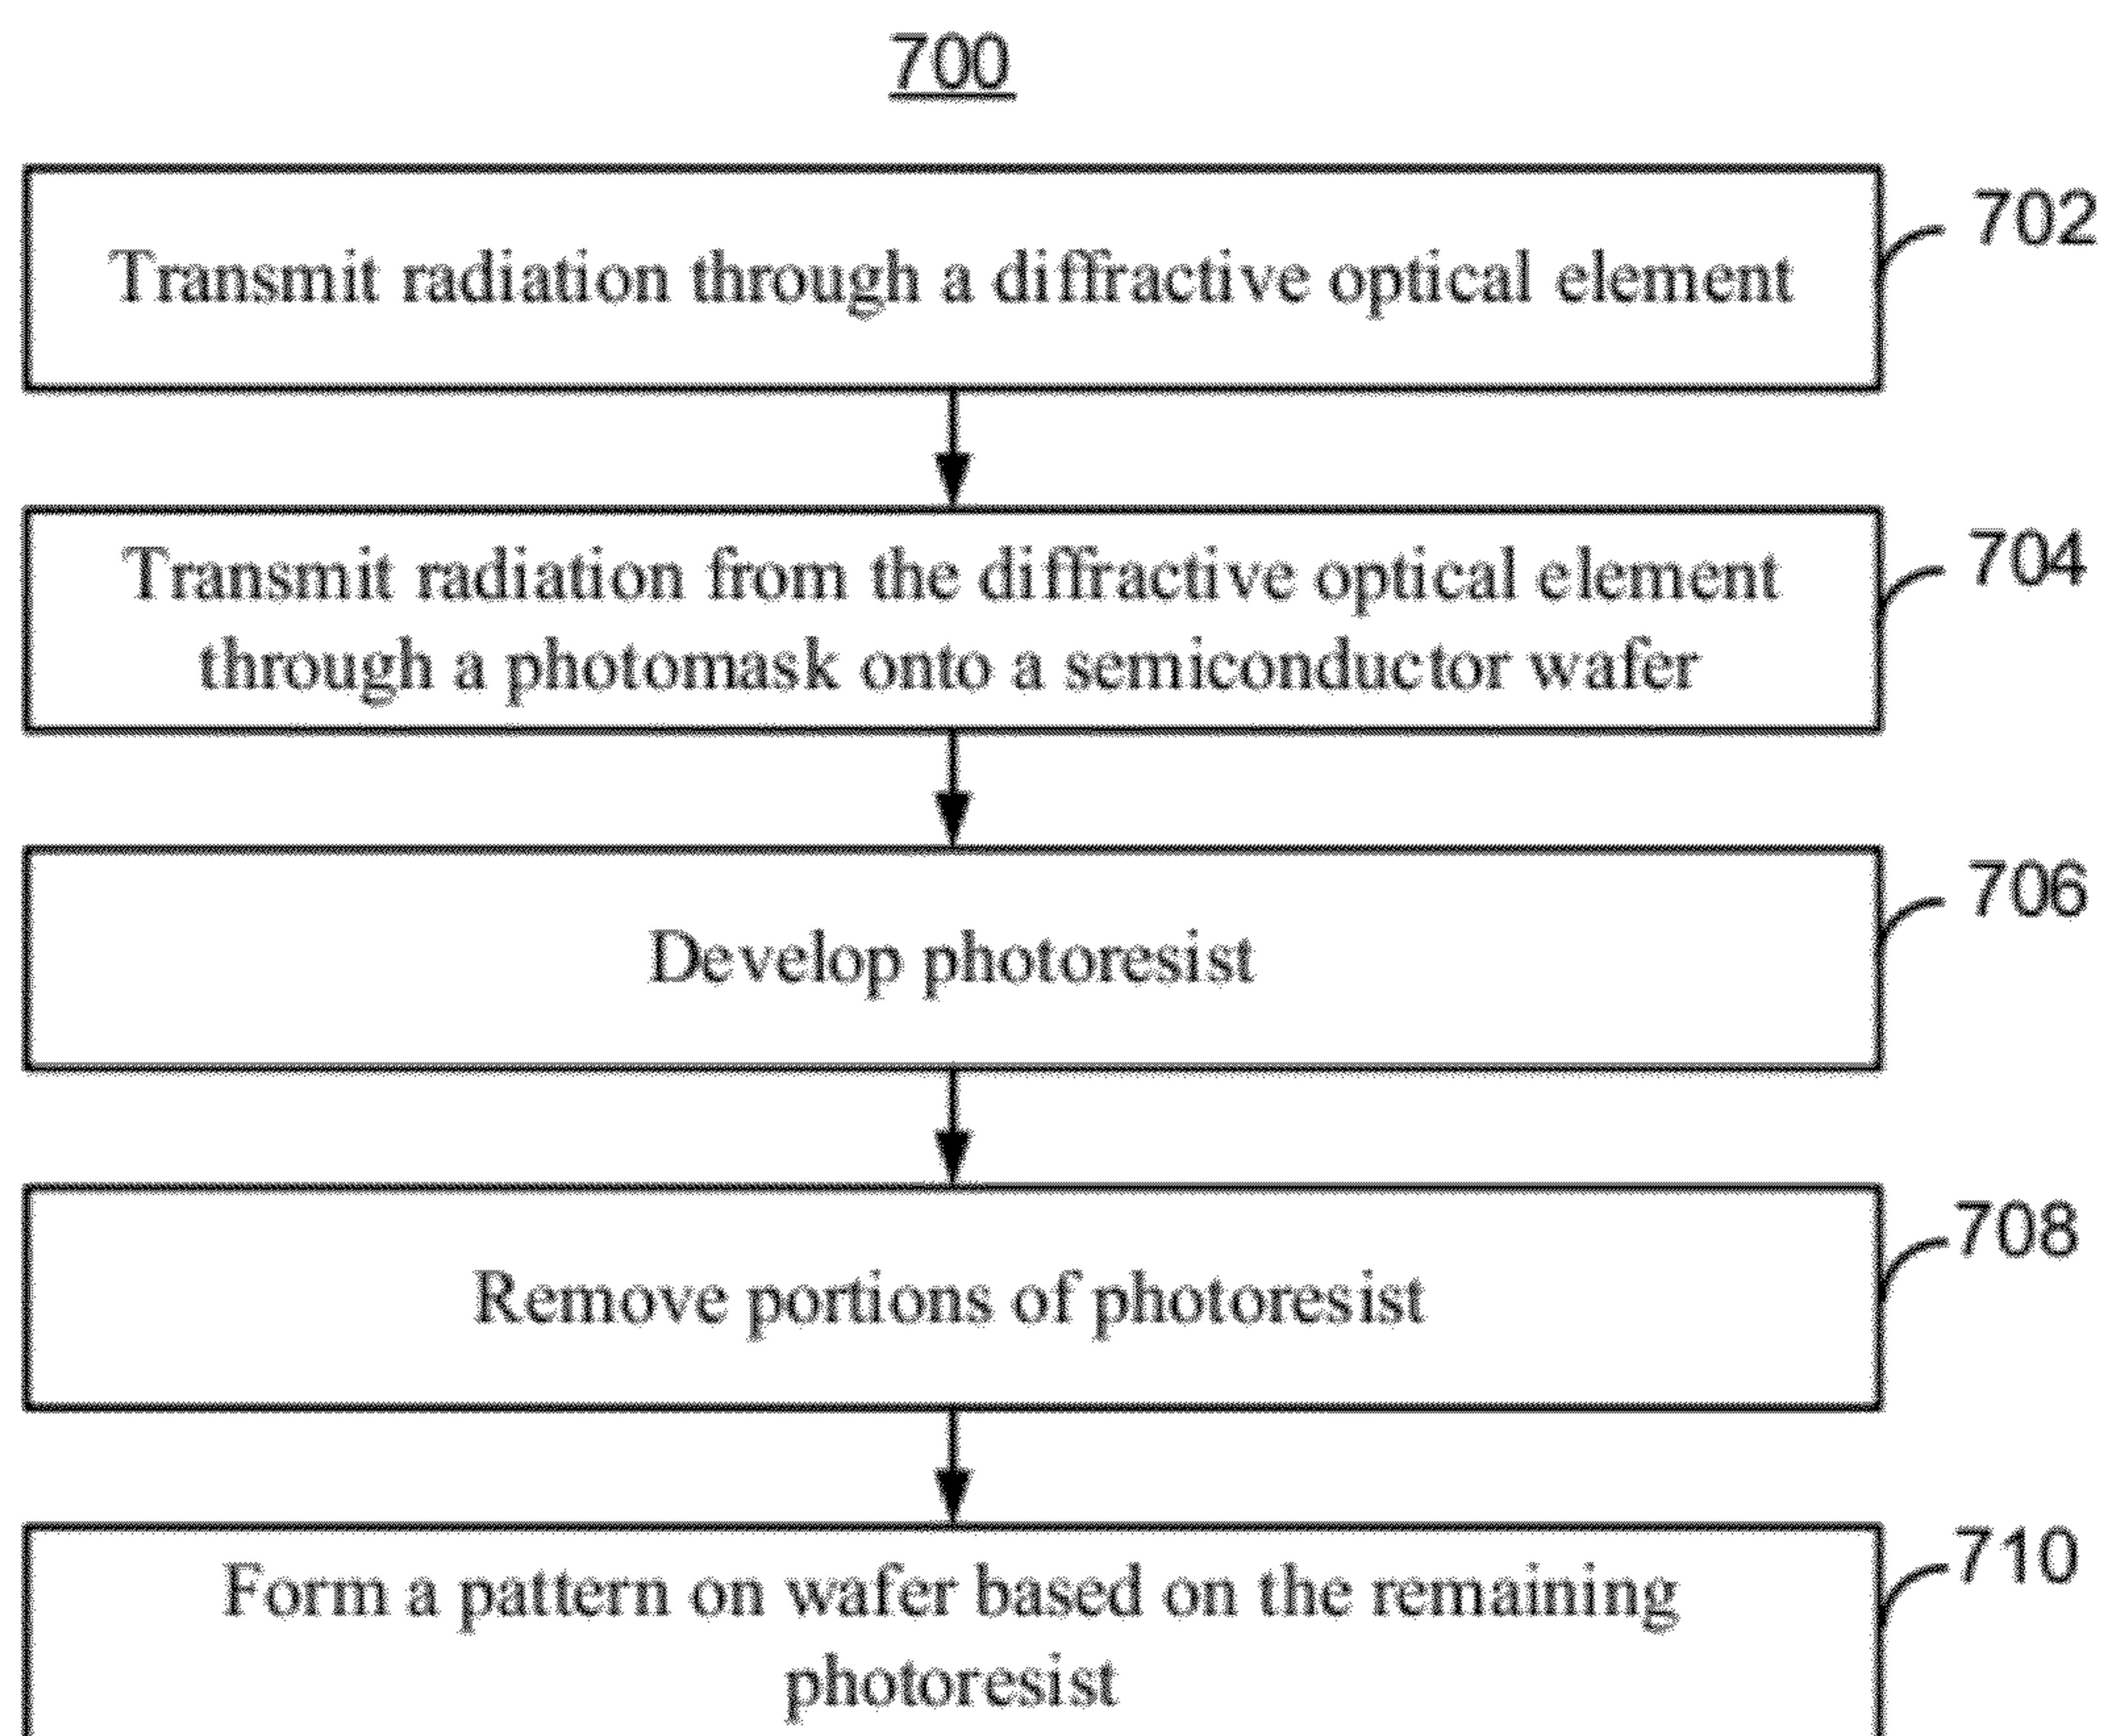 700
Transmit radiation through a diffractive optical element
702
Transmit radiation from the diffractive optical element
through a photomask onto a semiconductor wafer
704
Develop photoresist
706
Remove portions of photoresist
708
Form a pattern on wafer based on the remaining
photoresist
710